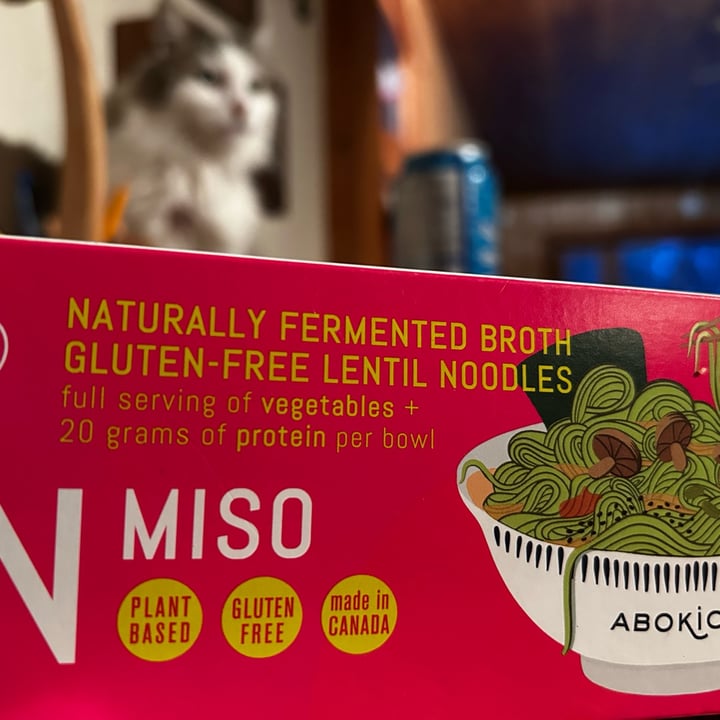 NATURALLY FERMENTED BROTH
GLUTEN-FREE LENTIL NOODLES
full serving of vegetables +
20 grams of protein per bowl
N MISO
PLANT
BASED
GLUTEN
FREE
made in
CANADA
ABOKiC